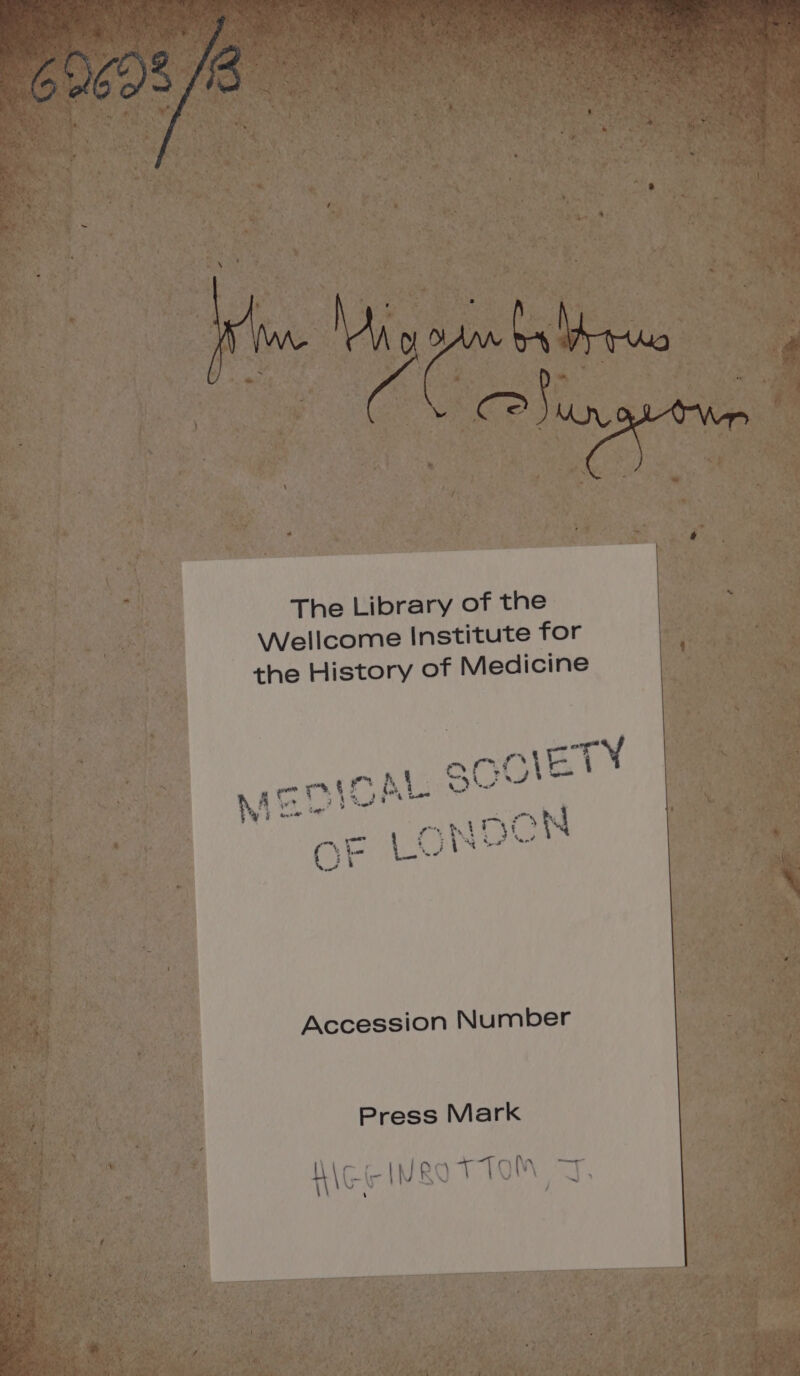 62693/B
John Higginbottom
Surgeon
The Library of the
Wellcome Institute for
the History of Medicine
MEDICAL SOCIETY
OF LONDON
Accession Number
Press Mark
HIGGINBOTTOM, J.